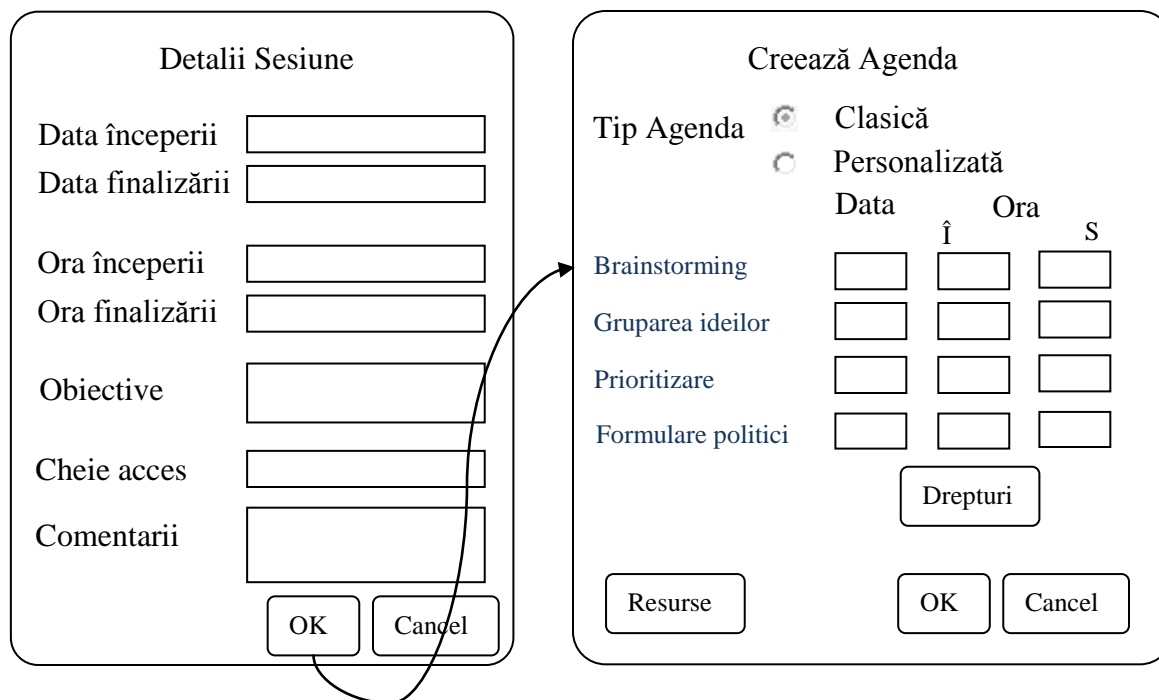 Detalii Sesiune
Data începerii
Data finalizării
Ora începerii
Ora finalizării
Obiective
Cheie acces
Comentarii
OK Cancel
Creează Agenda
Tip Agenda Clasică
Personalizată
Data Ora
Î S
Brainstorming
Gruparea ideilor
Prioritizare
Formulare politici
Drepturi
Resurse OK Cancel